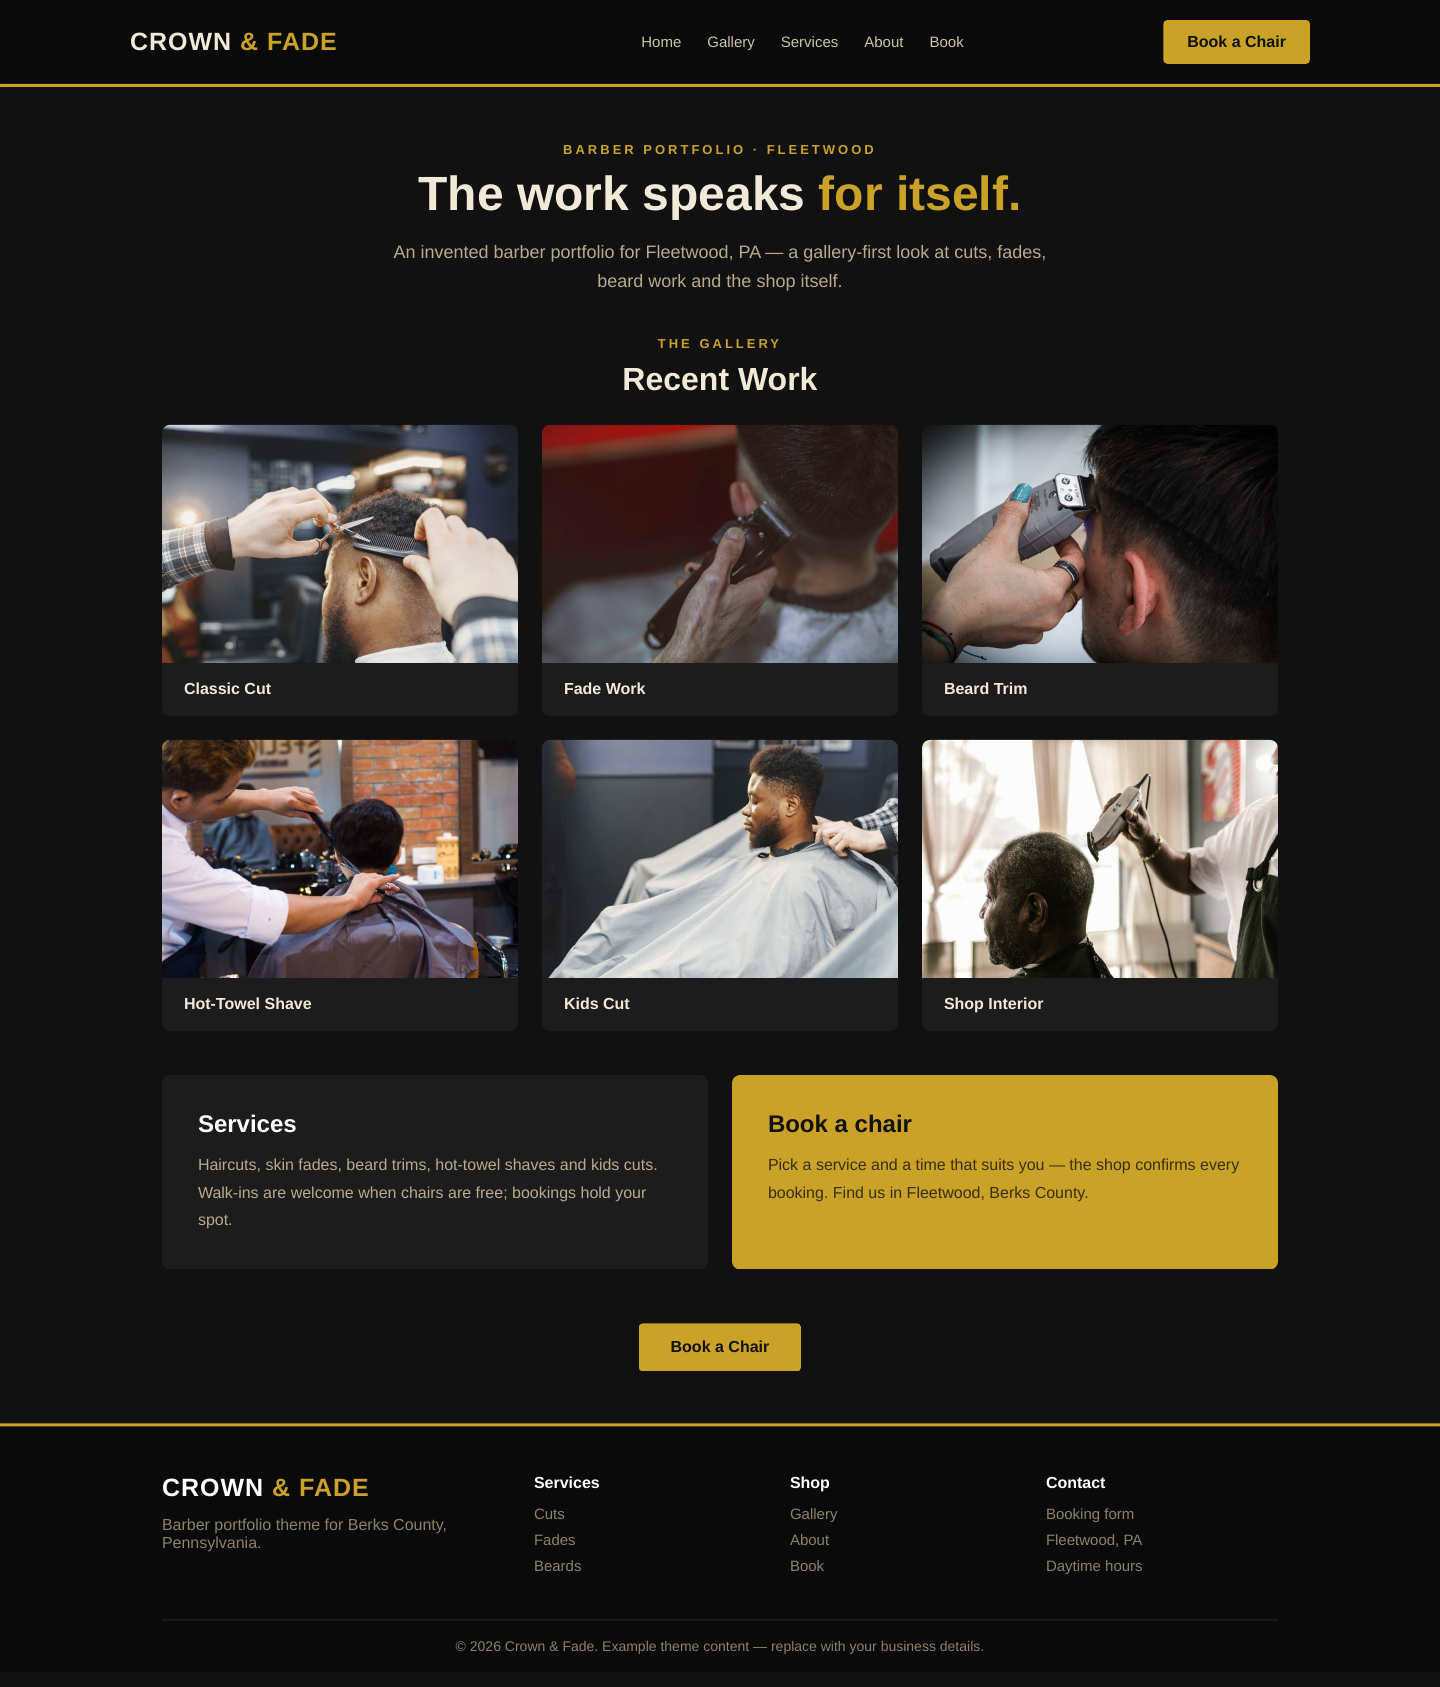 CROWN & FADE
Home Gallery Services About Book
Book a Chair
BARBER PORTFOLIO · FLEETWOOD
The work speaks for itself.
An invented barber portfolio for Fleetwood, PA — a gallery-first look at cuts, fades,
beard work and the shop itself.
THE GALLERY
Recent Work
Classic Cut
Fade Work
Beard Trim
Hot-Towel Shave
Kids Cut
Shop Interior
Services
Haircuts, skin fades, beard trims, hot-towel shaves and kids cuts.
Walk-ins are welcome when chairs are free; bookings hold your
spot.
Book a chair
Pick a service and a time that suits you — the shop confirms every
booking. Find us in Fleetwood, Berks County.
Book a Chair
CROWN & FADE
Barber portfolio theme for Berks County,
Pennsylvania.
Services
Cuts
Fades
Beards
Shop
Gallery
About
Book
Contact
Booking form
Fleetwood, PA
Daytime hours
© 2026 Crown & Fade. Example theme content — replace with your business details.